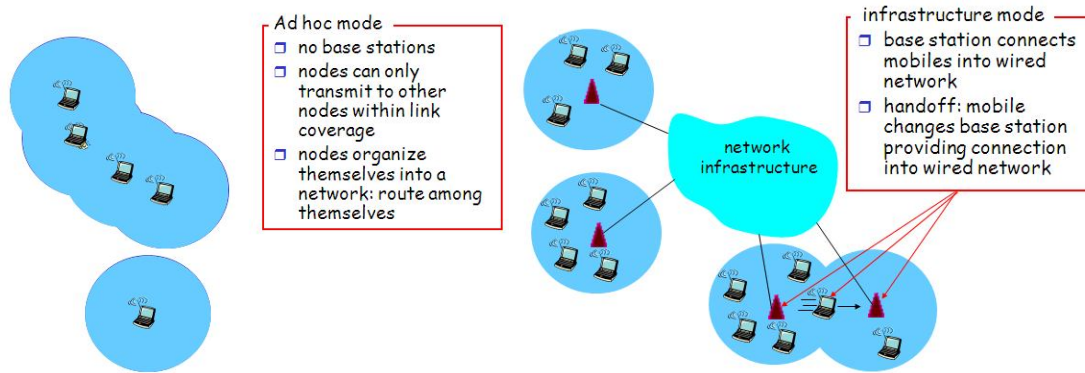 Ad hoc mode
no base stations
nodes can only
transmit to other
nodes within link
coverage
nodes organize
themselves into a
network: route among
themselves
network
infrastructure
infrastructure mode
base station connects
mobiles into wired
network
handoff: mobile
changes base station
providing connection
into wired network